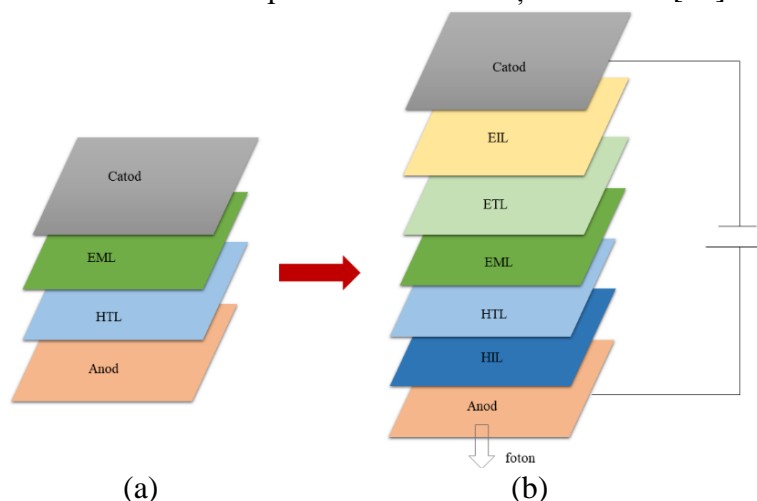 Catod
EML
HTL
Anod
(a)
Catod
EIL
ETL
EML
HTL
HIL
Anod
foton
(b)